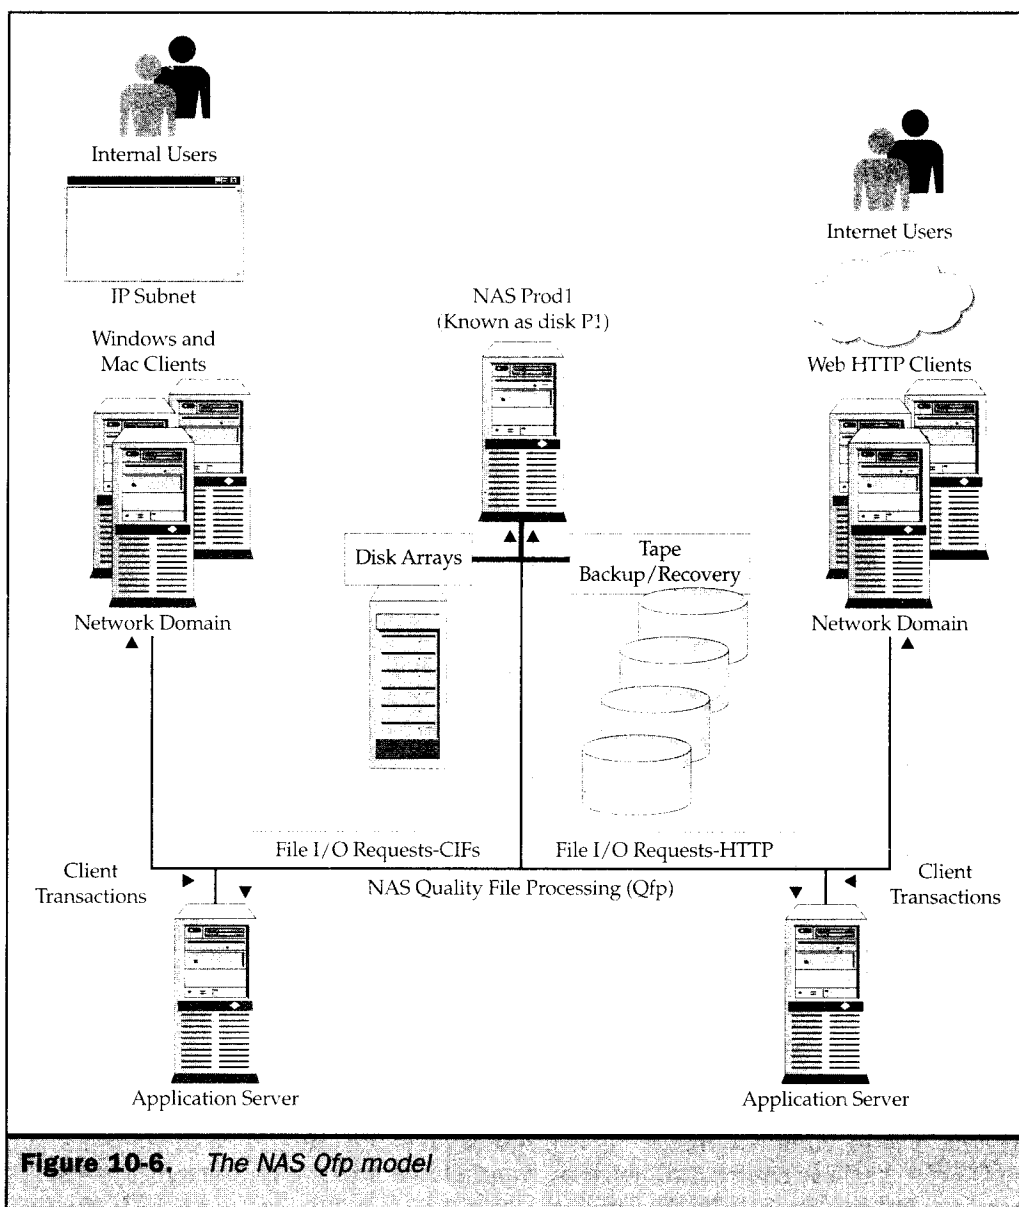 Internal Users
IP Subnet
Windows and
Mac Clients
Network Domain
NAS Prod1
(Known as disk P1)
Internet Users
Web HTTP Clients
Network Domain
Disk Arrays
Tape
Backup/Recovery
File I/O Requests-CIFs
File I/O Requests-HTTP
Client
Transactions
NAS Quality File Processing (Qfp)
Client
Transactions
Application Server
Application Server
Figure 10-6. The NAS Qfp model